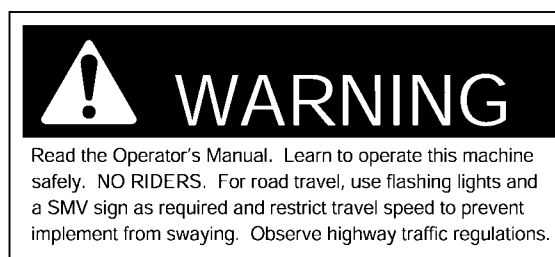 WARNING
Read the Operator's Manual.  Learn to operate this machine
safely.  NO RIDERS.  For road travel, use flashing lights and
a SMV sign as required and restrict travel speed to prevent
implement from swaying.  Observe highway traffic regulations.